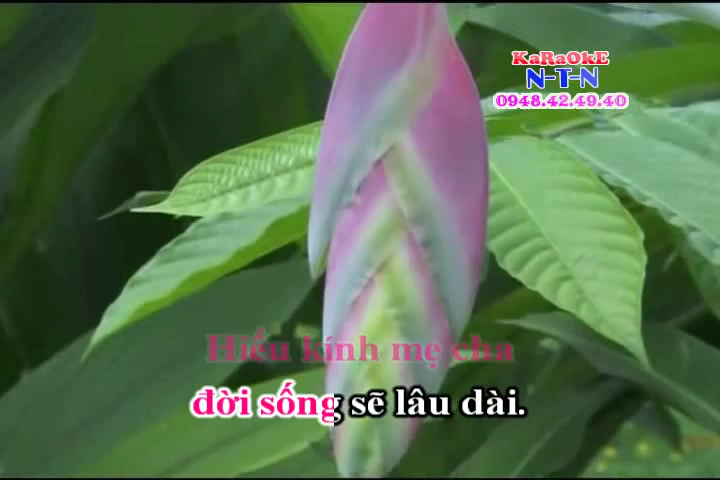 KaRaOkE
N-T-N
0948.42.49.40
Hiếu kính mẹ cha
đời sống sẽ lâu dài.